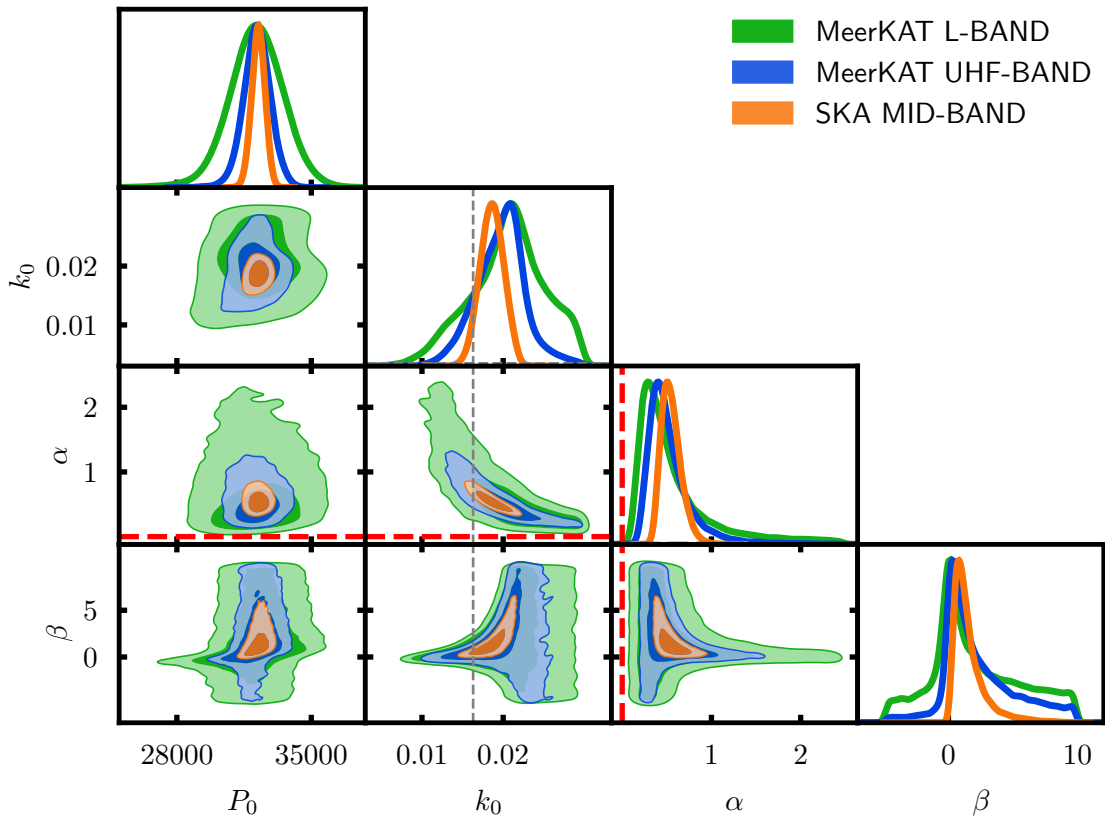 MeerKAT L-BAND
MeerKAT UHF-BAND
SKA MID-BAND
k₀
0.02
0.01
α
2
1
β
5
0
28000 35000 0.01 0.02 1 2 0 10
P₀ k₀ α β